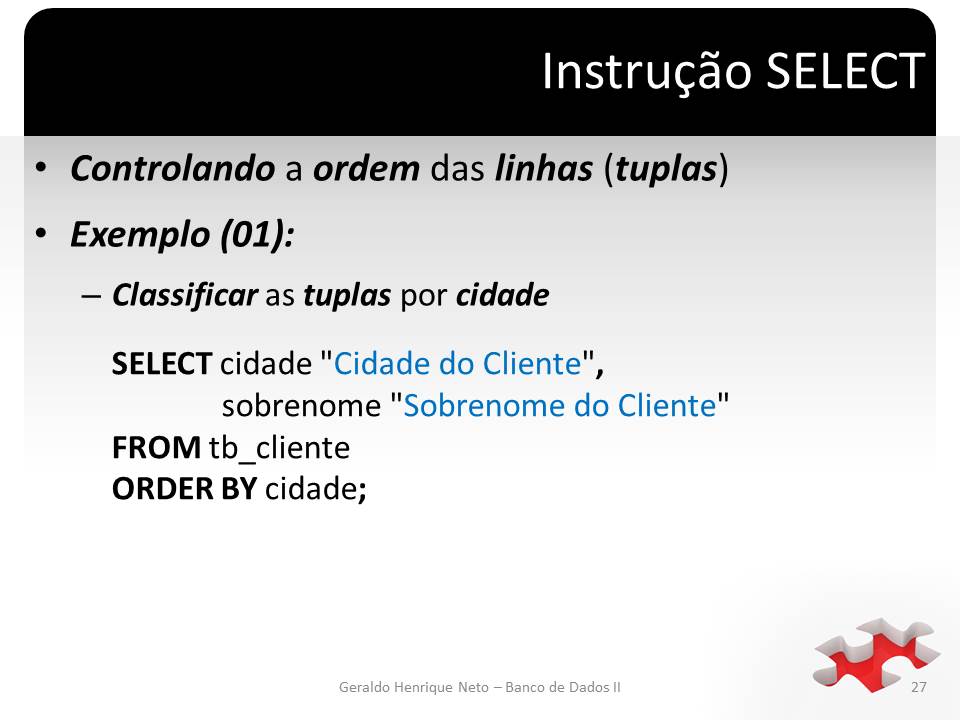 Instrução SELECT
• Controlando a ordem das linhas (tuplas)
• Exemplo (01):
– Classificar as tuplas por cidade
SELECT cidade "Cidade do Cliente",
sobrenome "Sobrenome do Cliente"
FROM tb_cliente
ORDER BY cidade;
Geraldo Henrique Neto – Banco de Dados II
27